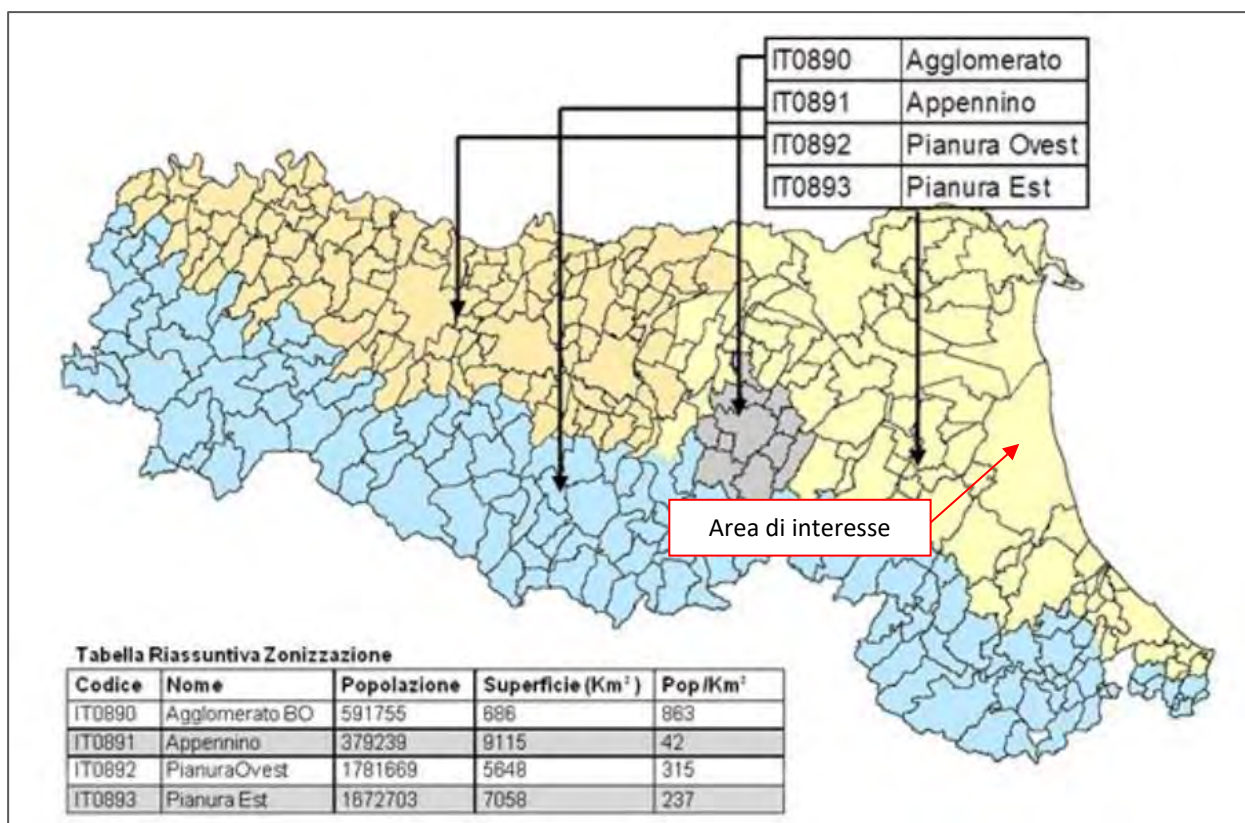 IT0890 Agglomerato
IT0891 Appennino
IT0892 Pianura Ovest
IT0893 Pianura Est
Area di interesse
Tabella Riassuntiva Zonizzazione
Codice Nome Popolazione Superficie (Km²) Pop/Km²
IT0890 Agglomerato BO 591755 686 863
IT0891 Appennino 379239 9115 42
IT0892 PianuraOvest 1781669 5648 315
IT0893 Pianura Est 1672703 7058 237